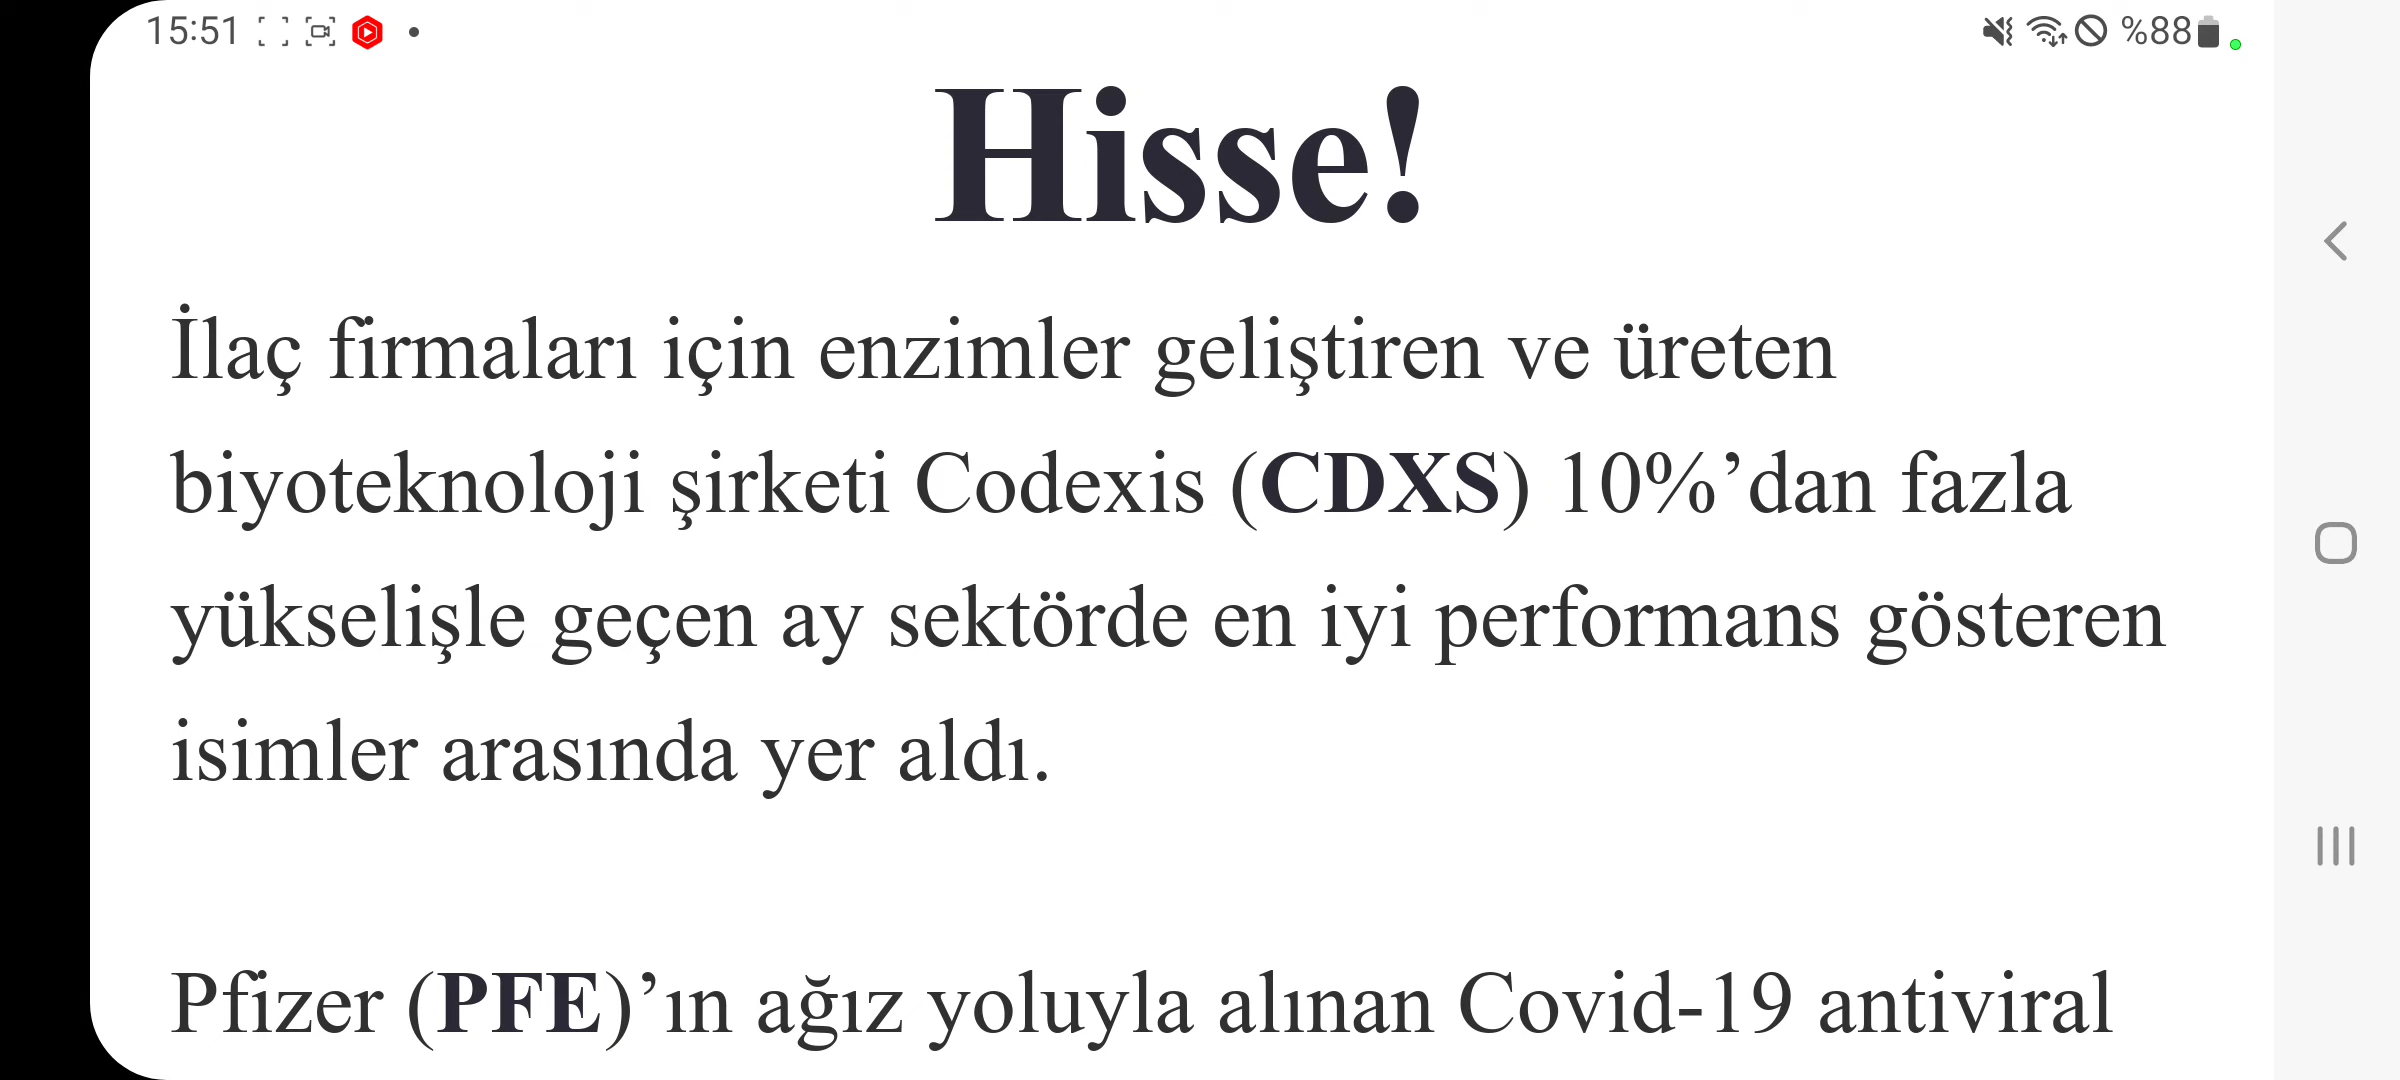 15:51 %88
Hisse!
İlaç firmaları için enzimler geliştiren ve üreten
biyoteknoloji şirketi Codexis (CDXS) 10%’dan fazla
yükselişle geçen ay sektörde en iyi performans gösteren
isimler arasında yer aldı.
Pfizer (PFE)’ın ağız yoluyla alınan Covid-19 antiviral